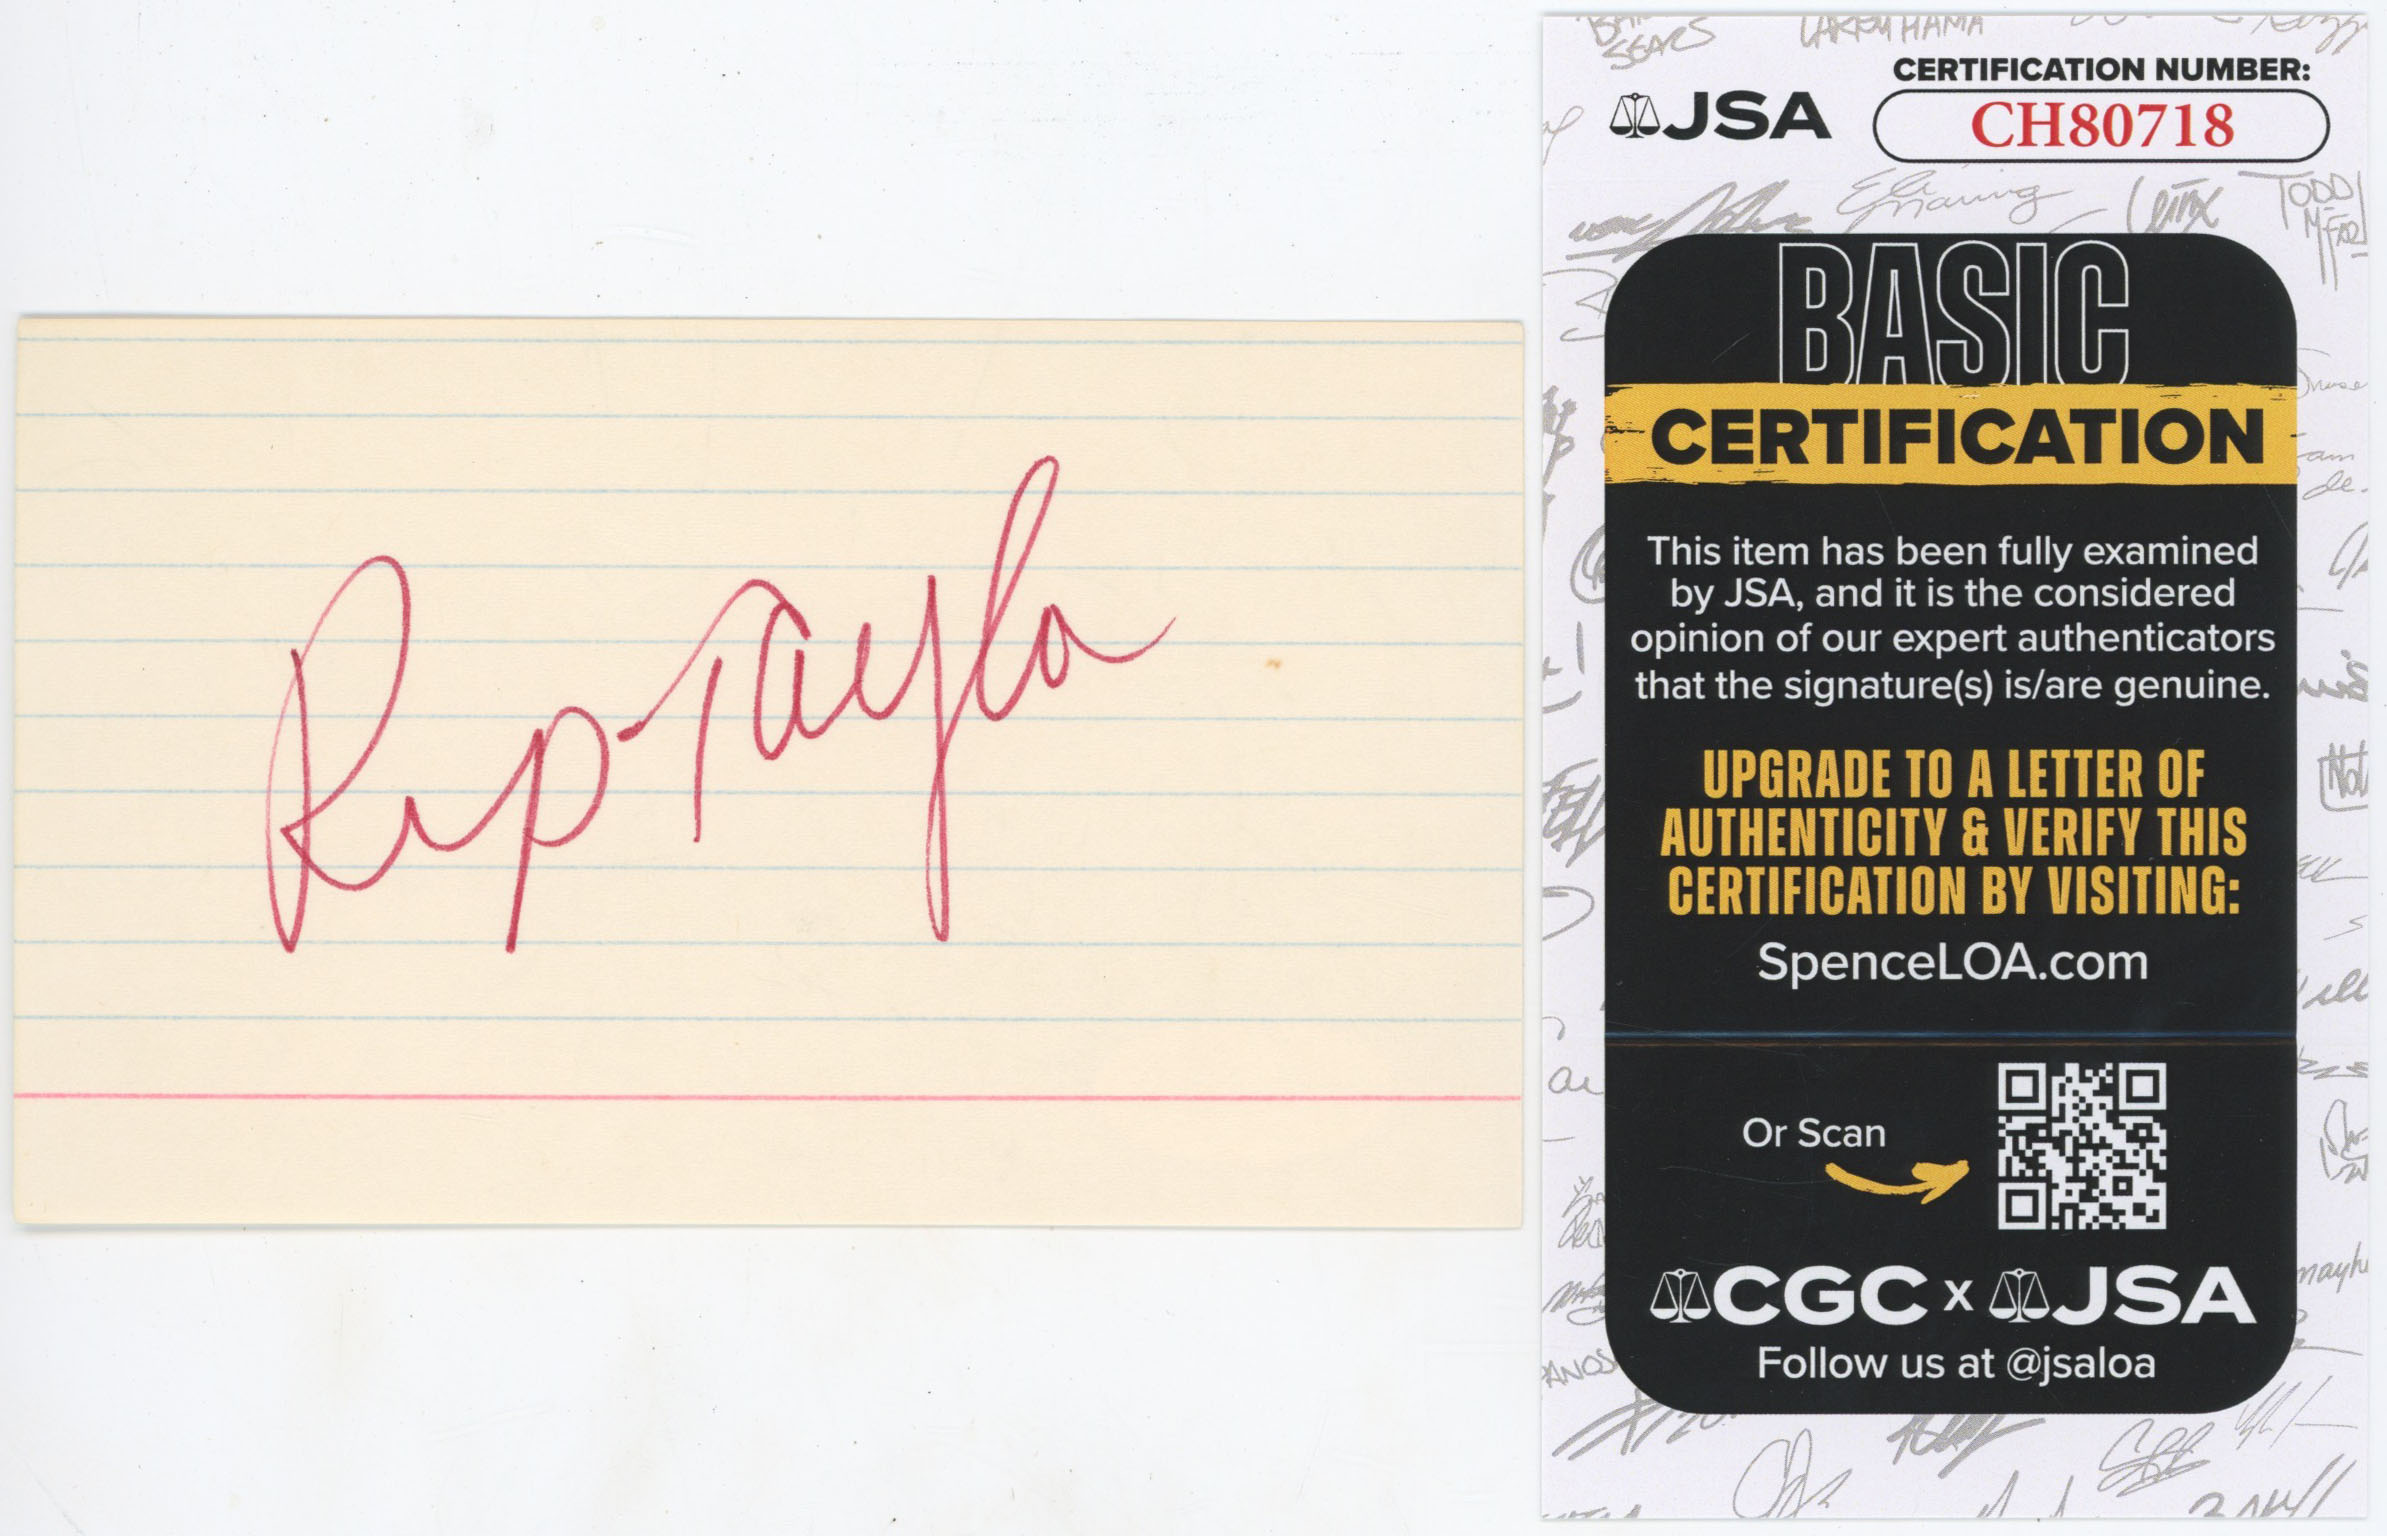 Rip Taylor
JSA
CERTIFICATION NUMBER:
CH80718
BASIC
CERTIFICATION
This item has been fully examined
by JSA, and it is the considered
opinion of our expert authenticators
that the signature(s) is/are genuine.
UPGRADE TO A LETTER OF
AUTHENTICITY & VERIFY THIS
CERTIFICATION BY VISITING:
SpenceLOA.com
Or Scan
CGC x JSA
Follow us at @jsaloa